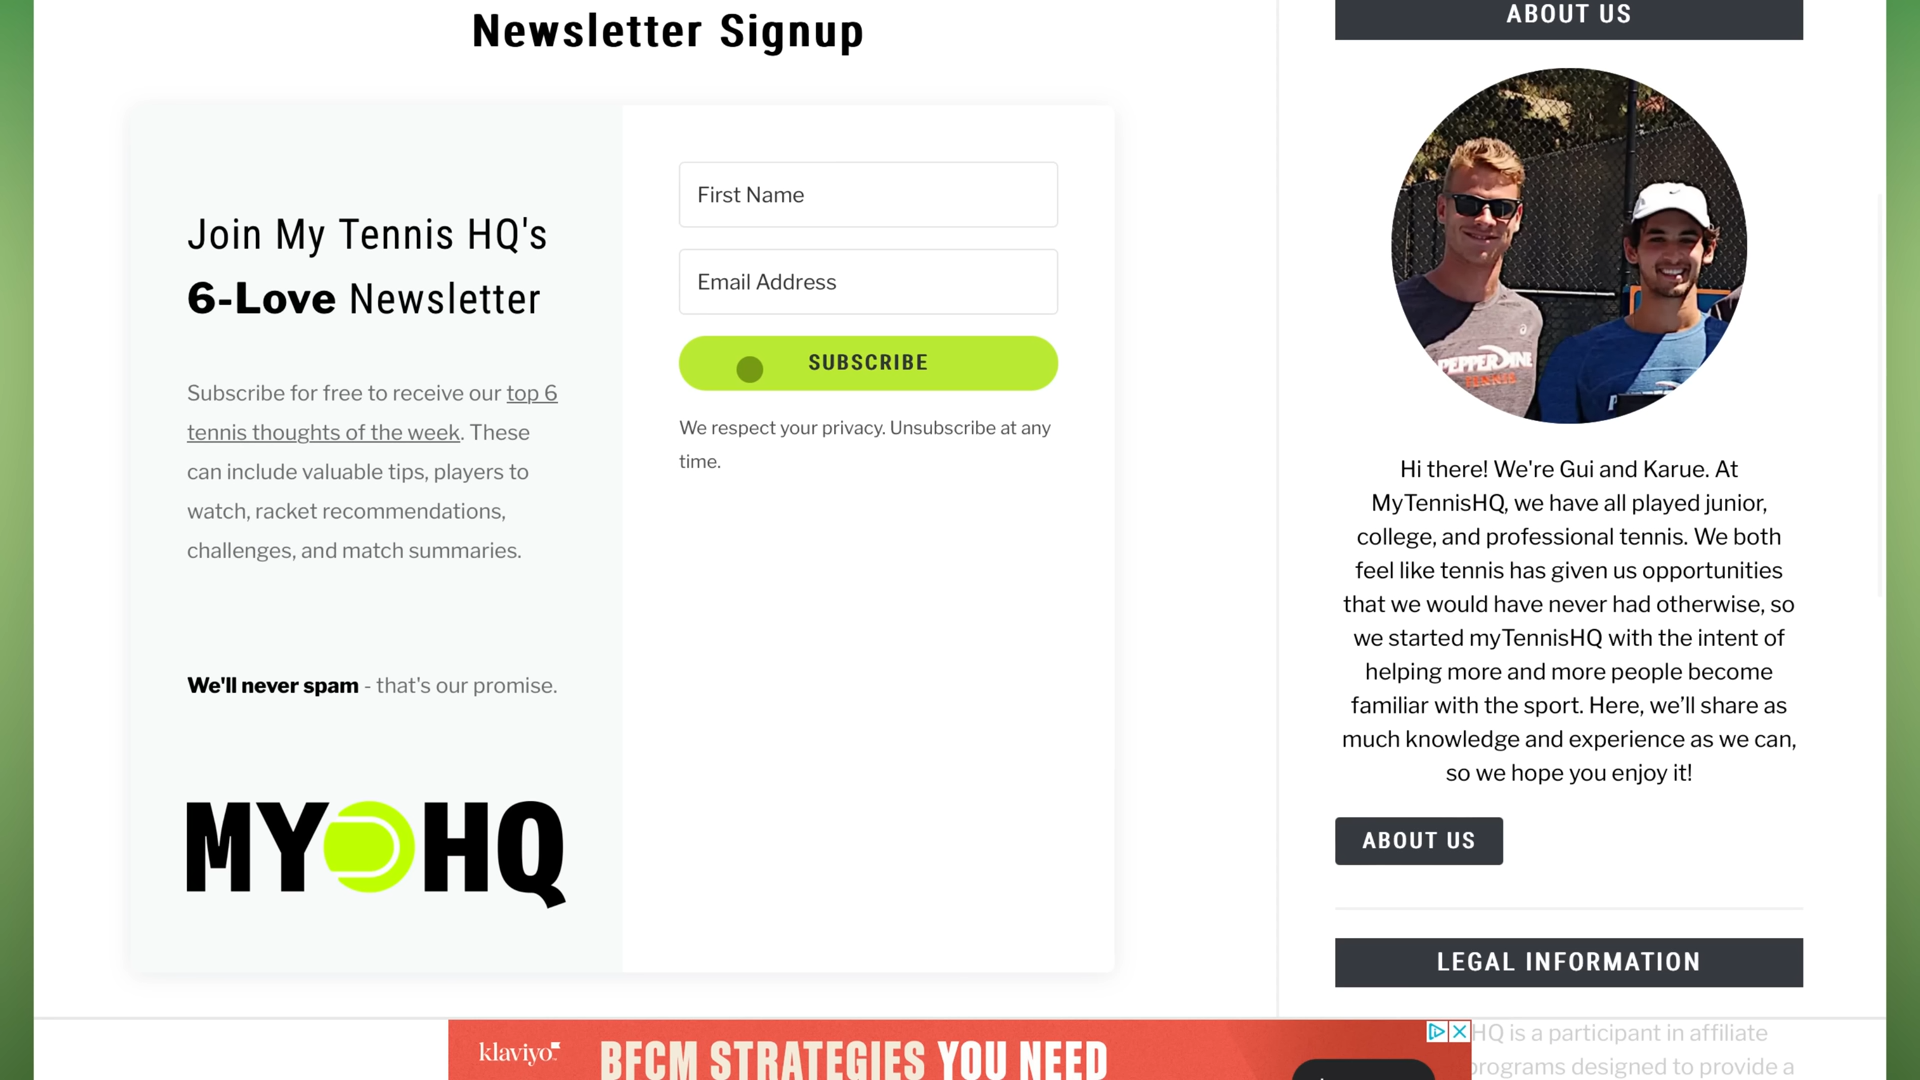 Newsletter Signup
Join My Tennis HQ's
6-Love Newsletter
Subscribe for free to receive our top 6
tennis thoughts of the week. These
can include valuable tips, players to
watch, racket recommendations,
challenges, and match summaries.
We'll never spam - that's our promise.
MY HQ
First Name
Email Address
SUBSCRIBE
We respect your privacy. Unsubscribe at any
time.
ABOUT US
PEPPERDINE
TENNIS
Hi there! We're Gui and Karue. At
MyTennisHQ, we have all played junior,
college, and professional tennis. We both
feel like tennis has given us opportunities
that we would have never had otherwise, so
we started myTennisHQ with the intent of
helping more and more people become
familiar with the sport. Here, we’ll share as
much knowledge and experience as we can,
so we hope you enjoy it!
ABOUT US
LEGAL INFORMATION
HQ is a participant in affiliate
programs designed to provide a
klaviyo
BFCM STRATEGIES YOU NEED